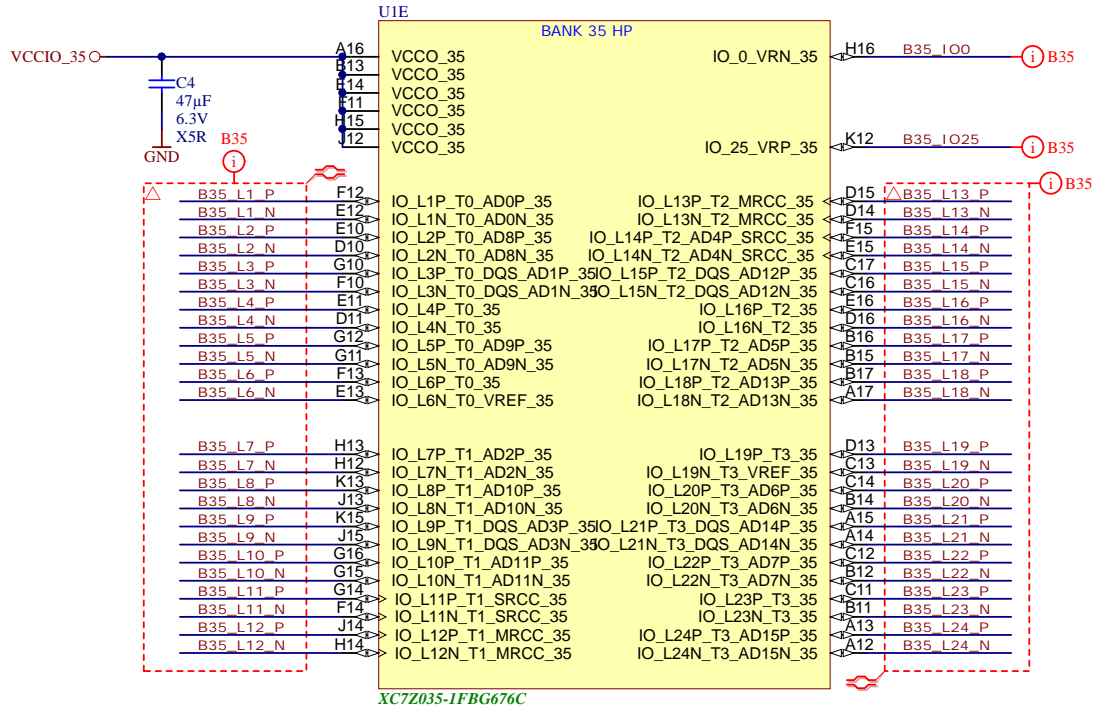 U1E
BANK 35 HP
VCCIO_35 A16 VCCO_35 IO_0_VRN_35 H16 B35_IO0 i B35
B13 VCCO_35
C4 E14 VCCO_35
47µF F11 VCCO_35
6.3V H15 VCCO_35
X5R J12 VCCO_35 IO_25_VRP_35 K12 B35_IO25 i B35
GND
B35 i
i B35
B35_L1_P F12 IO_L1P_T0_AD0P_35 IO_L13P_T2_MRCC_35 D15 B35_L13_P
B35_L1_N E12 IO_L1N_T0_AD0N_35 IO_L13N_T2_MRCC_35 D14 B35_L13_N
B35_L2_P E10 IO_L2P_T0_AD8P_35 IO_L14P_T2_AD4P_SRCC_35 F15 B35_L14_P
B35_L2_N D10 IO_L2N_T0_AD8N_35 IO_L14N_T2_AD4N_SRCC_35 E15 B35_L14_N
B35_L3_P G10 IO_L3P_T0_DQS_AD1P_35 IO_L15P_T2_DQS_AD12P_35 C17 B35_L15_P
B35_L3_N F10 IO_L3N_T0_DQS_AD1N_35 IO_L15N_T2_DQS_AD12N_35 C16 B35_L15_N
B35_L4_P E11 IO_L4P_T0_35 IO_L16P_T2_35 E16 B35_L16_P
B35_L4_N D11 IO_L4N_T0_35 IO_L16N_T2_35 D16 B35_L16_N
B35_L5_P G12 IO_L5P_T0_AD9P_35 IO_L17P_T2_AD5P_35 B16 B35_L17_P
B35_L5_N G11 IO_L5N_T0_AD9N_35 IO_L17N_T2_AD5N_35 B15 B35_L17_N
B35_L6_P F13 IO_L6P_T0_35 IO_L18P_T2_AD13P_35 B17 B35_L18_P
B35_L6_N E13 IO_L6N_T0_VREF_35 IO_L18N_T2_AD13N_35 A17 B35_L18_N
B35_L7_P H13 IO_L7P_T1_AD2P_35 IO_L19P_T3_35 D13 B35_L19_P
B35_L7_N H12 IO_L7N_T1_AD2N_35 IO_L19N_T3_VREF_35 C13 B35_L19_N
B35_L8_P K13 IO_L8P_T1_AD10P_35 IO_L20P_T3_AD6P_35 C14 B35_L20_P
B35_L8_N J13 IO_L8N_T1_AD10N_35 IO_L20N_T3_AD6N_35 B14 B35_L20_N
B35_L9_P K15 IO_L9P_T1_DQS_AD3P_35 IO_L21P_T3_DQS_AD14P_35 A15 B35_L21_P
B35_L9_N J15 IO_L9N_T1_DQS_AD3N_35 IO_L21N_T3_DQS_AD14N_35 A14 B35_L21_N
B35_L10_P G16 IO_L10P_T1_AD11P_35 IO_L22P_T3_AD7P_35 C12 B35_L22_P
B35_L10_N G15 IO_L10N_T1_AD11N_35 IO_L22N_T3_AD7N_35 B12 B35_L22_N
B35_L11_P G14 IO_L11P_T1_SRCC_35 IO_L23P_T3_35 C11 B35_L23_P
B35_L11_N F14 IO_L11N_T1_SRCC_35 IO_L23N_T3_35 B11 B35_L23_N
B35_L12_P J14 IO_L12P_T1_MRCC_35 IO_L24P_T3_AD15P_35 A13 B35_L24_P
B35_L12_N H14 IO_L12N_T1_MRCC_35 IO_L24N_T3_AD15N_35 A12 B35_L24_N
XC7Z035-1FBG676C